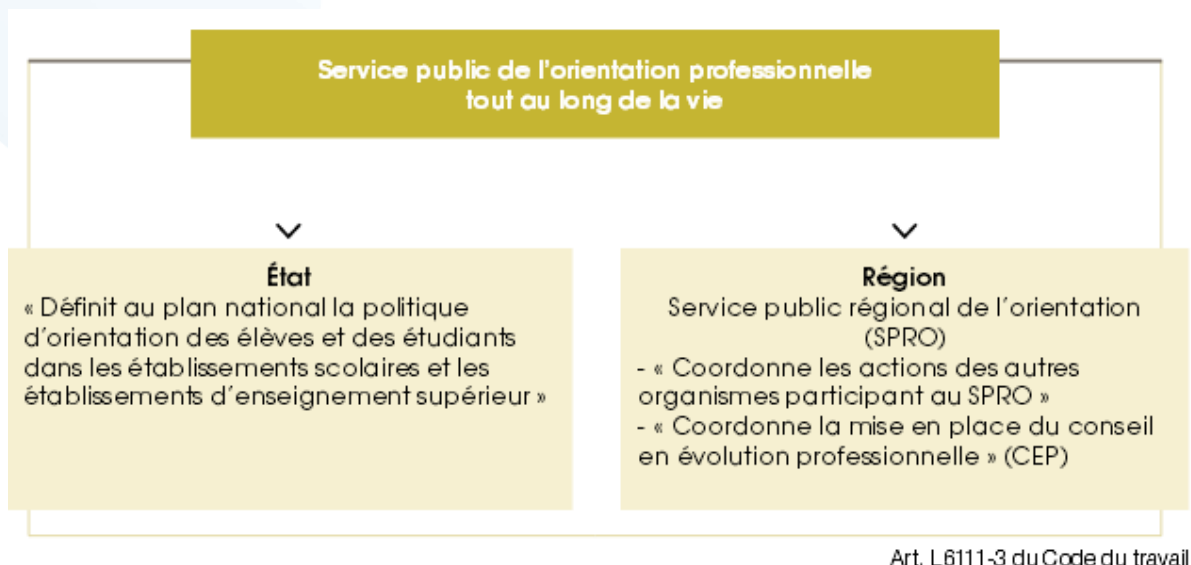 Service public de l'orientation professionnelle
tout au long de la vie
État
« Définit au plan national la politique
d'orientation des élèves et des étudiants
dans les établissements scolaires et les
établissements d'enseignement supérieur »
Région
Service public régional de l'orientation
(SPRO)
- « Coordonne les actions des autres
organismes participant au SPRO »
- « Coordonne la mise en place du conseil
en évolution professionnelle » (CEP)
Art. L6111-3 du Code du travail